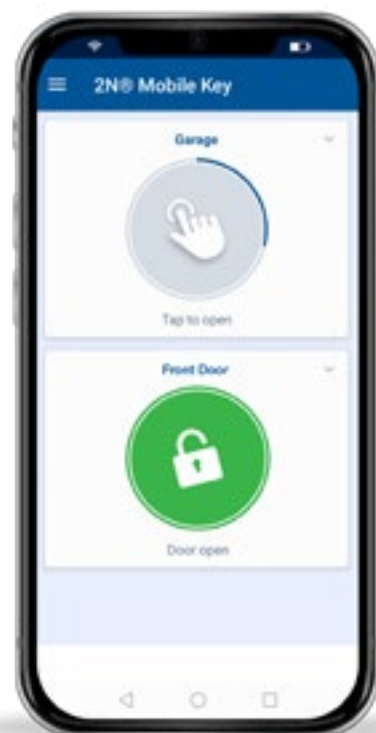 2N® Mobile Key
Garage
Tap to open
Front Door
Door open